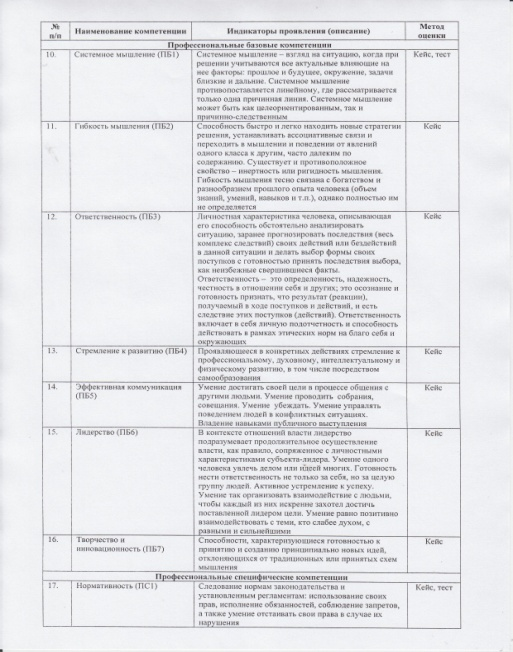 № Наименование компетенции Индикаторы проявления (описание) Метод
п/п оценки
Профессиональные базовые компетенции
10. Системное мышление (ПБ1) Системное мышление – взгляд на ситуацию, когда при Кейс, тест
решении учитываются все актуальные влияющие на
нее факторы: прошлое и будущее, окружение, задачи
близкие и дальние. Системное мышление
противопоставляется линейному, где рассматривается
только одна причинная линия. Системное мышление
может быть как целеориентированным, так и
причинно-следственным
11. Гибкость мышления (ПБ2) Способность быстро и легко находить новые стратегии Кейс
решения, устанавливать ассоциативные связи и
переходить в мышлении и поведении от явлений
одного класса к другим, часто далеким по
содержанию. Существует и противоположное
свойство – инертность или ригидность мышления.
Гибкость мышления тесно связана с богатством и
разнообразием прошлого опыта человека (объем
знаний, умений, навыков и т.п.), однако полностью им
не определяется
12. Ответственность (ПБ3) Личностная характеристика человека, описывающая Кейс
его способность обстоятельно анализировать
ситуацию, заранее прогнозировать последствия (весь
комплекс следствий) своих действий или бездействий
в данной ситуации и делать выбор формы своих
поступков с готовностью принять последствия выбора,
как неизбежные свершившиеся факты.
Ответственность – это определенность, надежность,
честность в отношении себя и других; это осознание и
готовность признать, что результат (реакции),
получаемый в ходе поступков и действий, и есть
следствие этих поступков (действий). Ответственность
включает в себя личную подотчетность и способность
действовать в рамках этических норм на благо себя и
окружающих
13. Стремление к развитию (ПБ4) Проявляющееся в конкретных действиях стремление к Кейс
профессиональному, духовному, интеллектуальному и
физическому развитию, в том числе посредством
самообразования
14. Эффективная коммуникация Умение достигать своей цели в процессе общения с Кейс
(ПБ5) другими людьми. Умение проводить собрания,
совещания. Умение убеждать. Умение управлять
поведением людей в конфликтных ситуациях.
Владение навыками публичного выступления
15. Лидерство (ПБ6) В контексте отношений власти лидерство Кейс
подразумевает продолжительное осуществление
власти, как правило, сопряженное с личностными
характеристиками субъекта-лидера. Умение одного
человека увлечь делом или идеей многих. Готовность
нести ответственность не только за себя, но за целую
группу людей. Активное устремление к успеху.
Умение так организовать взаимодействие с людьми,
чтобы каждый из них искренне захотел достичь
поставленной лидером цели. Умение равно позитивно
взаимодействовать с теми, кто слабее духом, с
равными и сильнейшими
16. Творчество и Способности, характеризующиеся готовностью к Кейс
инновационность (ПБ7) принятию и созданию принципиально новых идей,
отклоняющихся от традиционных или принятых схем
мышления
Профессиональные специфические компетенции
17. Нормативность (ПС1) Следование нормам законодательства и Кейс, тест
установленным регламентам: использование своих
прав, исполнение обязанностей, соблюдение запретов,
а также умение отстаивать свои права в случае их
нарушения